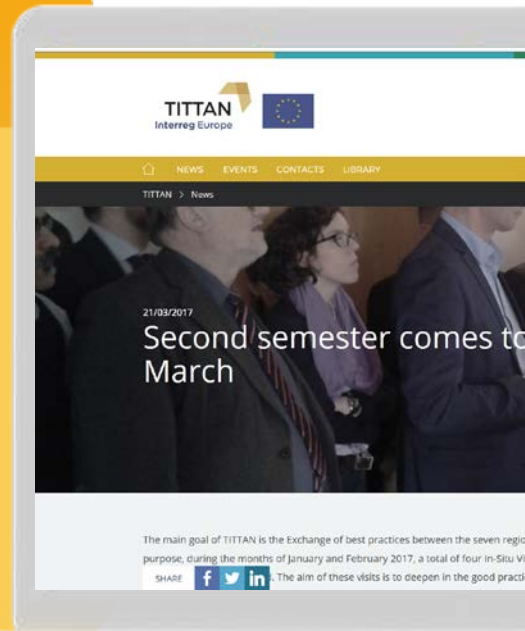 TITTAN
Interreg Europe
NEWS EVENTS CONTACTS LIBRARY
TITTAN > News
21/03/2017
Second semester comes to
March
The main goal of TITTAN is the Exchange of best practices between the seven regio
purpose, during the months of January and February 2017, a total of four In-Situ Vi
SHARE f in . The aim of these visits is to deepen in the good practi